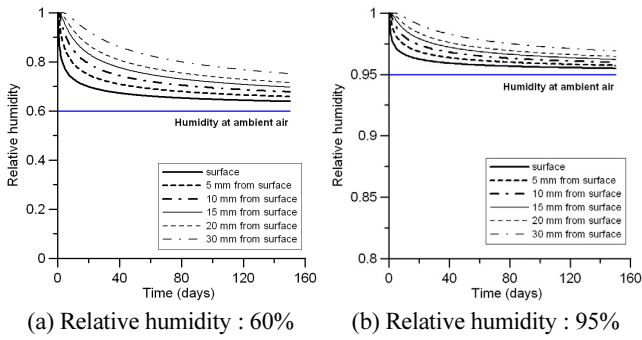 1
0.8
0.6
0.4
0.2
0
Relative humidity
Humidity at ambient air
surface
5 mm from surface
10 mm from surface
15 mm from surface
20 mm from surface
30 mm from surface
0 40 80 120 160
Time (days)
(a) Relative humidity : 60%
1
0.95
0.9
0.85
0.8
Relative humidity
Humidity at ambient air
surface
5 mm from surface
10 mm from surface
15 mm from surface
20 mm from surface
30 mm from surface
0 40 80 120 160
Time (days)
(b) Relative humidity : 95%